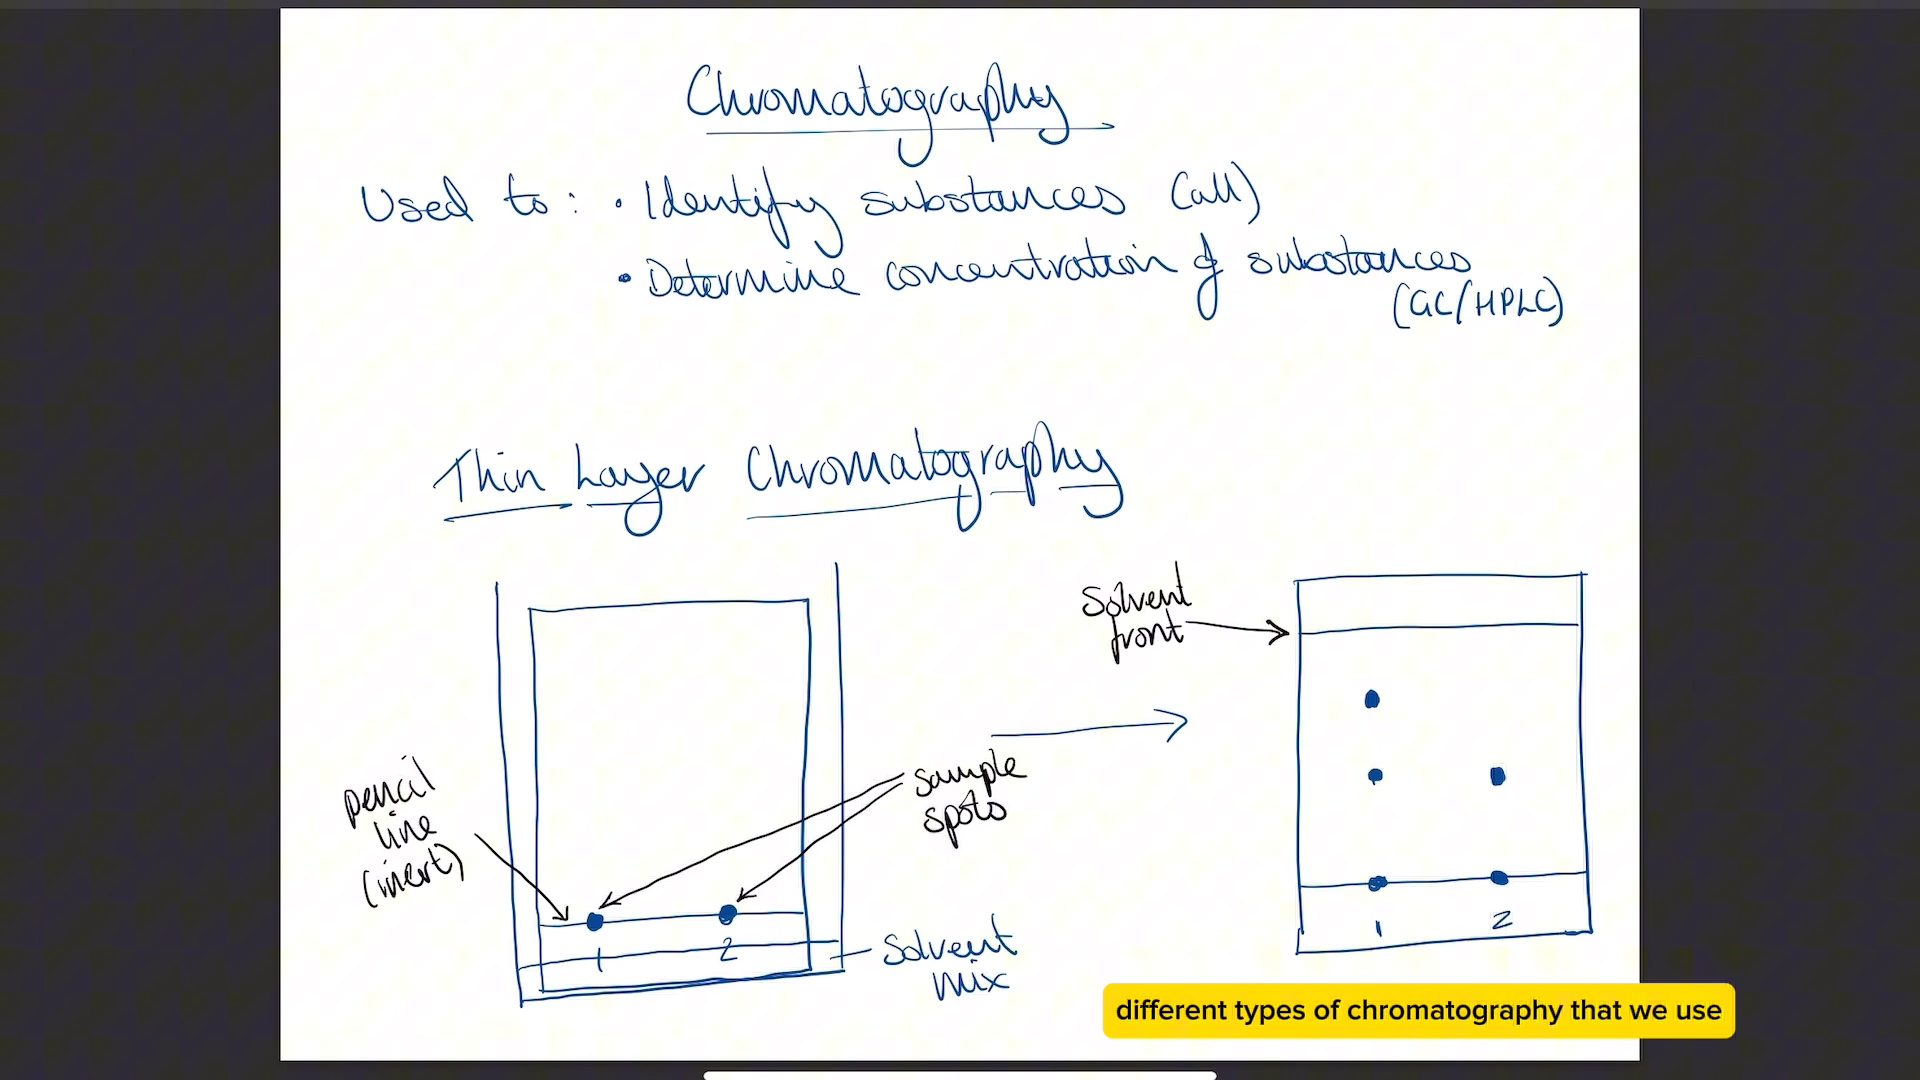 Chromatography
Used to: • Identify substances (all)
• Determine concentration of substances
(GC/HPLC)
Thin Layer Chromatography
Solvent
front
pencil
line
(inert)
sample
spots
1 2
Solvent
mix
1 2
different types of chromatography that we use